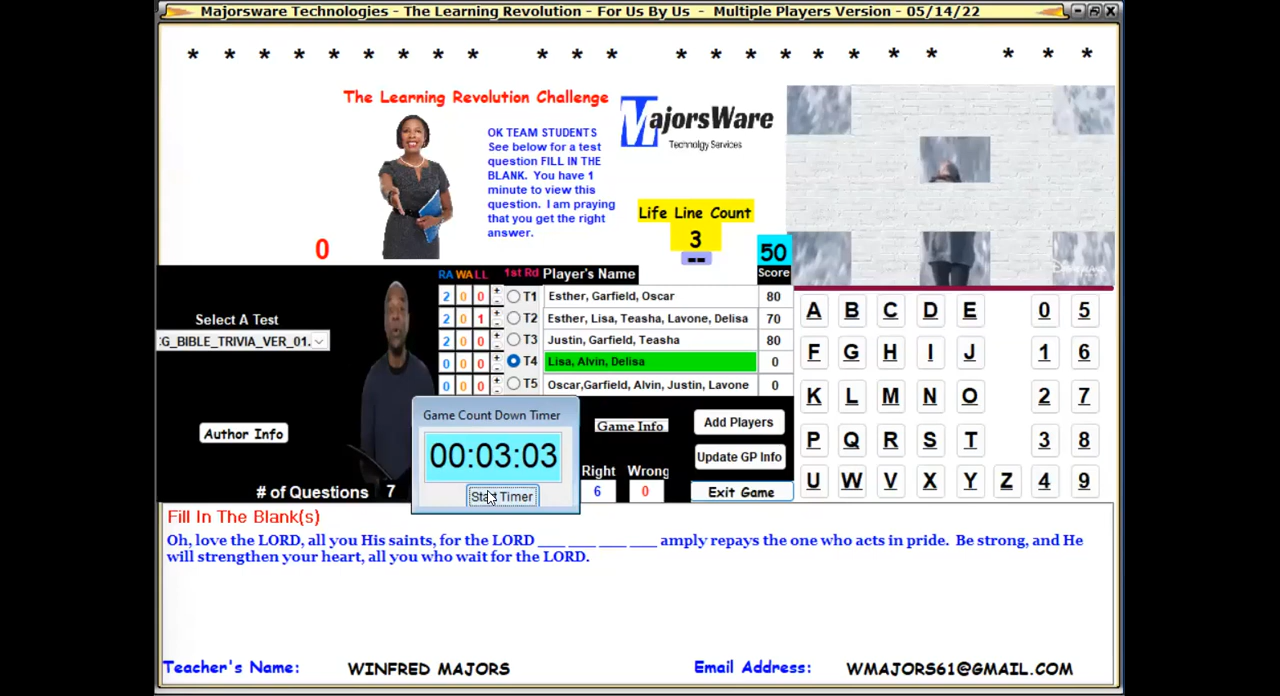 Majorsware Technologies - The Learning Revolution - For Us By Us - Multiple Players Version - 05/14/22
* * * * * * * * * * * * * * * * * * * * * *
The Learning Revolution Challenge
OK TEAM STUDENTS
See below for a test
question FILL IN THE
BLANK. You have 1
minute to view this
question. I am praying
that you get the right
answer.
MajorsWare
Technolgy Services
Life Line Count
3
--
0
50
Score
RA WA LL 1st Rd Player's Name
2 0 0 + - T1 Esther, Garfield, Oscar 80
2 0 1 + - T2 Esther, Lisa, Teasha, Lavone, Delisa 70
2 0 0 + - T3 Justin, Garfield, Teasha 80
0 0 0 + - T4 Lisa, Alvin, Delisa 0
0 0 0 + - T5 Oscar,Garfield, Alvin, Justin, Lavone 0
Select A Test
G_BIBLE_TRIVIA_VER_01.
Author Info
# of Questions 7
Game Count Down Timer
00:03:03
Start Timer
Game Info
Right Wrong
6 0
Add Players
Update GP Info
Exit Game
A B C D E 0 5
F G H I J 1 6
K L M N O 2 7
P Q R S T 3 8
U V W X Y Z 4 9
Fill In The Blank(s)
Oh, love the LORD, all you His saints, for the LORD ____ ____ ____ ____ amply repays the one who acts in pride. Be strong, and He
will strengthen your heart, all you who wait for the LORD.
Teacher's Name: WINFRED MAJORS Email Address: WMAJORS61@GMAIL.COM